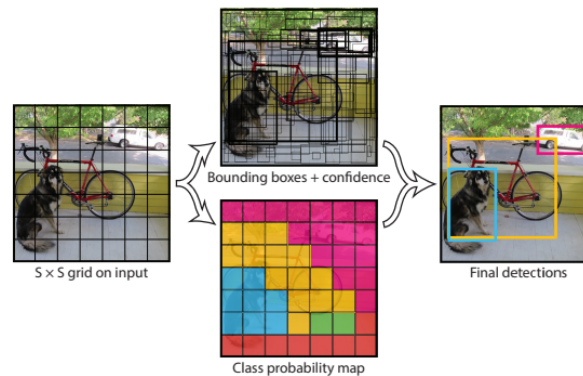 Bounding boxes + confidence
S × S grid on input
Final detections
Class probability map